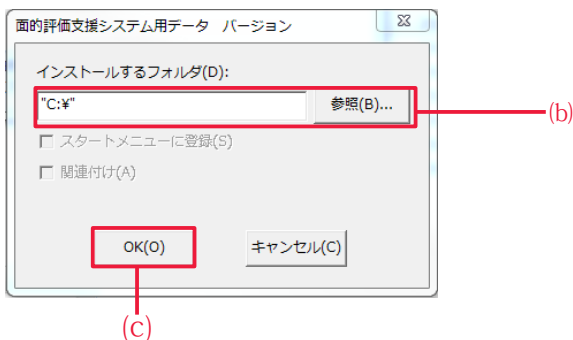 面的評価支援システム用データ バージョン
インストールするフォルダ(D):
"C:¥" 参照(B)...
(b)
スタートメニューに登録(S)
関連付け(A)
OK(O) キャンセル(C)
(c)